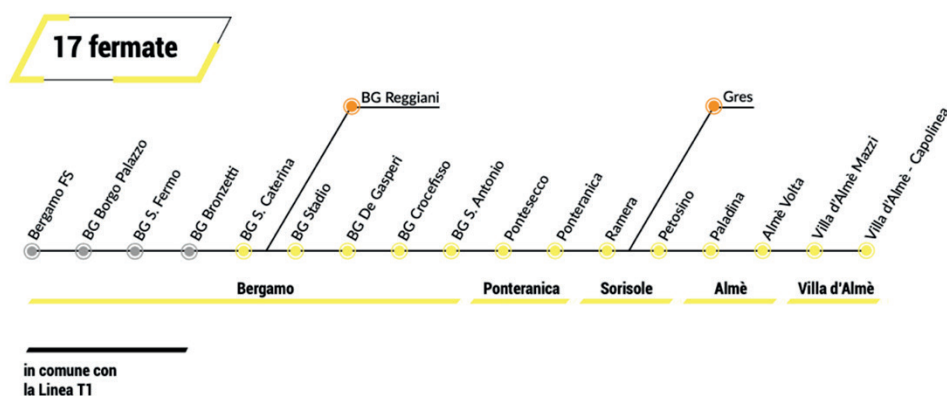 17 fermate
BG Reggiani
Gres
Bergamo FS
BG Borgo Palazzo
BG S. Fermo
BG Bronzetti
BG S. Caterina
BG Stadio
BG De Gasperi
BG Crocefisso
BG S. Antonio
Pontesecco
Ponteranica
Ramera
Petosino
Paladina
Almè Volta
Villa d'Almè Mazzi
Villa d'Almè - Capolinea
Bergamo
Ponteranica
Sorisole
Almè
Villa d'Almè
in comune con
la Linea T1